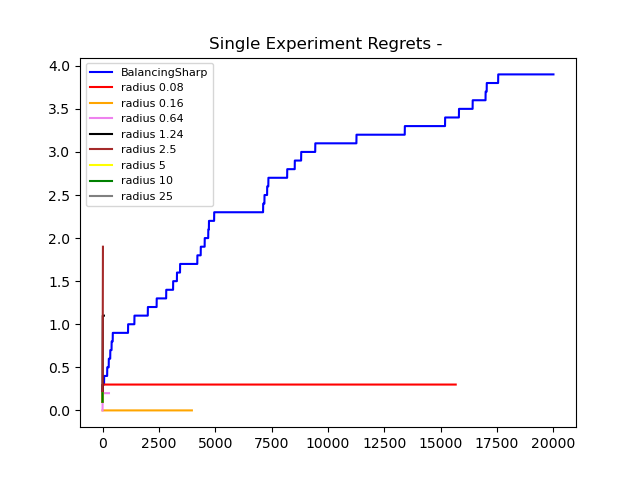 Single Experiment Regrets -
4.0
3.5
3.0
2.5
2.0
1.5
1.0
0.5
0.0
BalancingSharp
radius 0.08
radius 0.16
radius 0.64
radius 1.24
radius 2.5
radius 5
radius 10
radius 25
0 2500 5000 7500 10000 12500 15000 17500 20000